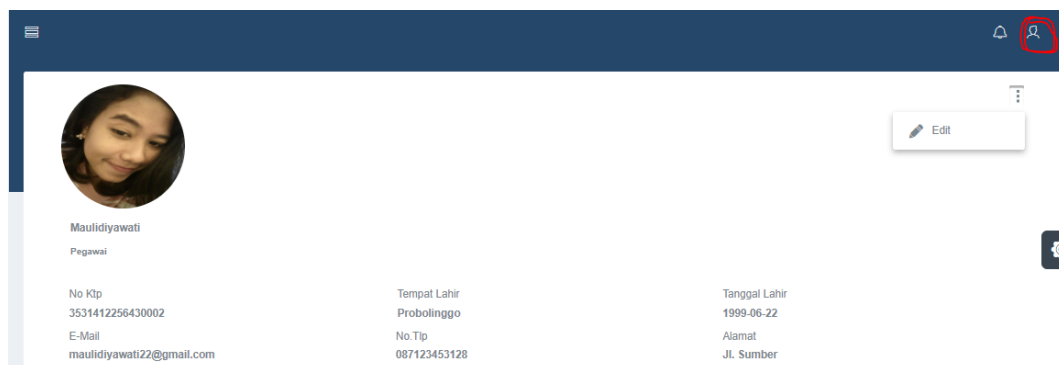 Edit
Maulidiyawati
Pegawai
No Ktp Tempat Lahir Tanggal Lahir
3531412256430002 Probolinggo 1999-06-22
E-Mail No.Tlp Alamat
maulidiyawati22@gmail.com 087123453128 Jl. Sumber